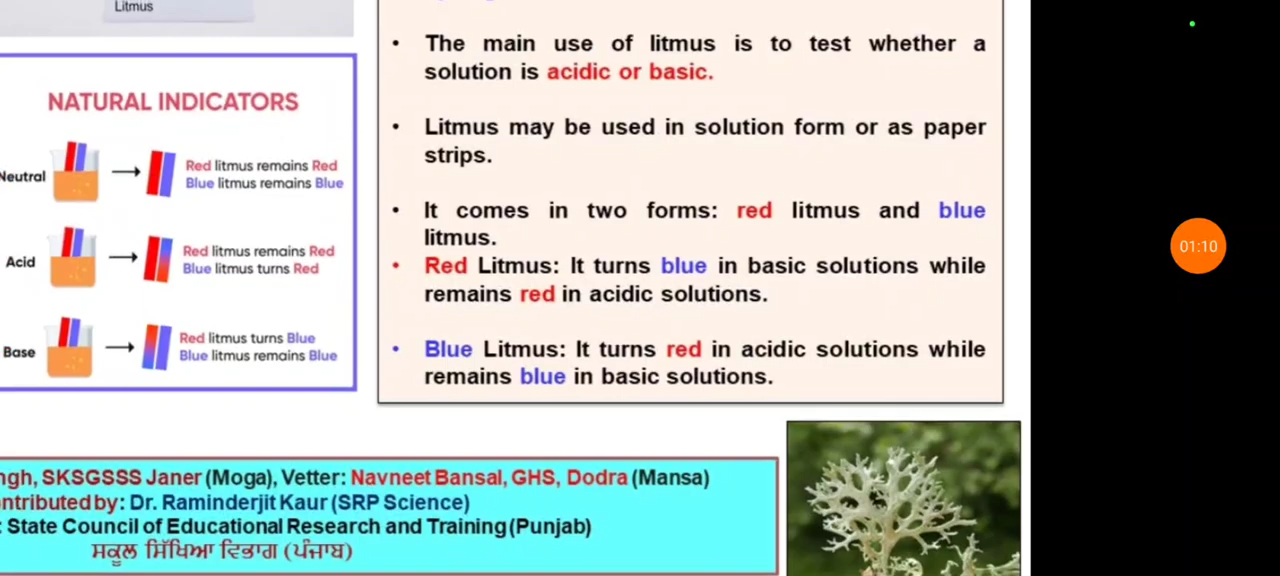 Litmus
NATURAL INDICATORS
Neutral
Red litmus remains Red
Blue litmus remains Blue
Acid
Red litmus remains Red
Blue litmus turns Red
Base
Red litmus turns Blue
Blue litmus remains Blue
• The main use of litmus is to test whether a
solution is acidic or basic.
• Litmus may be used in solution form or as paper
strips.
• It comes in two forms: red litmus and blue
litmus.
• Red Litmus: It turns blue in basic solutions while
remains red in acidic solutions.
• Blue Litmus: It turns red in acidic solutions while
remains blue in basic solutions.
ngh, SKSGSSS Janer (Moga), Vetter: Navneet Bansal, GHS, Dodra (Mansa)
ontributed by: Dr. Raminderjit Kaur (SRP Science)
: State Council of Educational Research and Training (Punjab)
ਸਕੂਲ ਸਿੱਖਿਆ ਵਿਭਾਗ (ਪੰਜਾਬ)
01:10